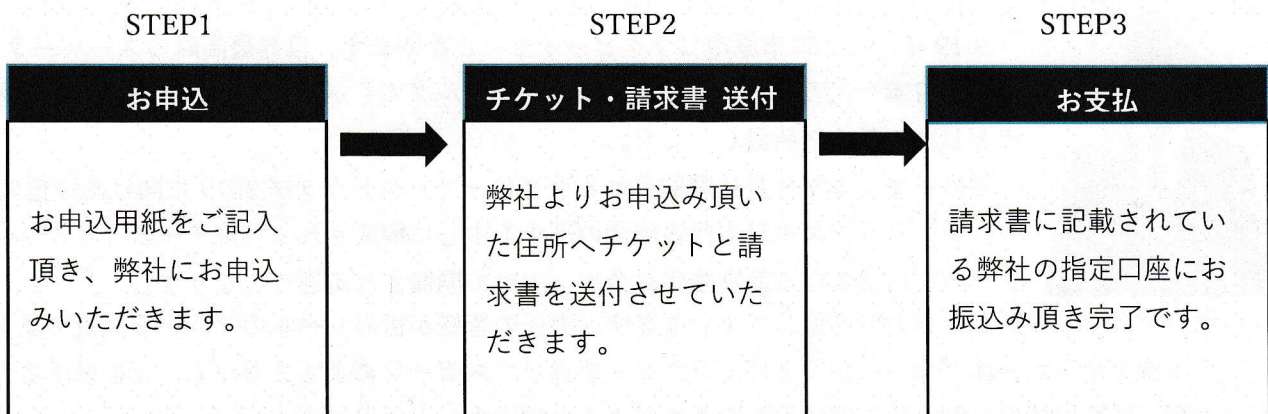 STEP1
お申込
お申込用紙をご記入
頂き、弊社にお申込
みいただきます。
STEP2
チケット・請求書 送付
弊社よりお申込み頂い
た住所へチケットと請
求書を送付させていた
だきます。
STEP3
お支払
請求書に記載されてい
る弊社の指定口座にお
振込み頂き完了です。